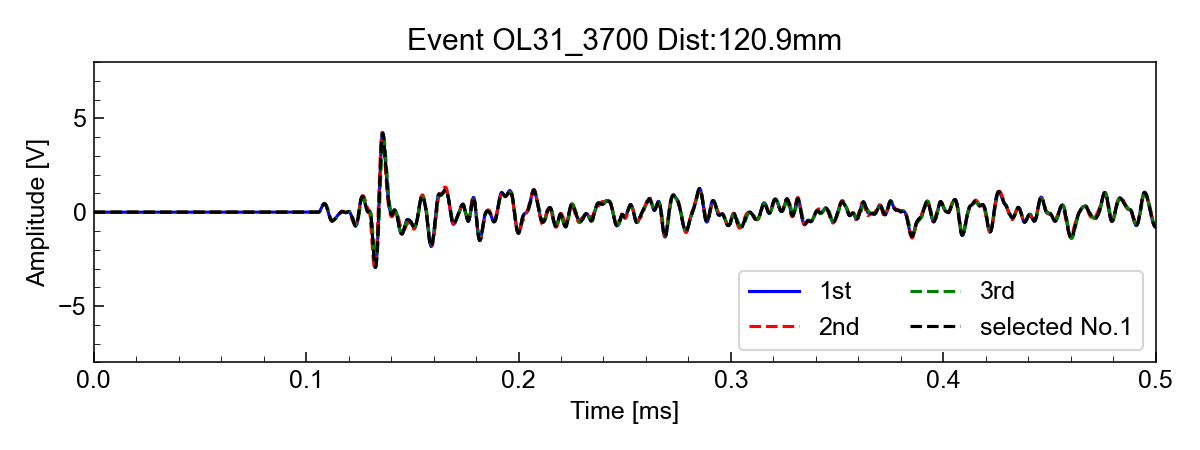 Event OL31_3700 Dist:120.9mm
Amplitude [V]
5
0
−5
1st
2nd
3rd
selected No.1
0.0 0.1 0.2 0.3 0.4 0.5
Time [ms]